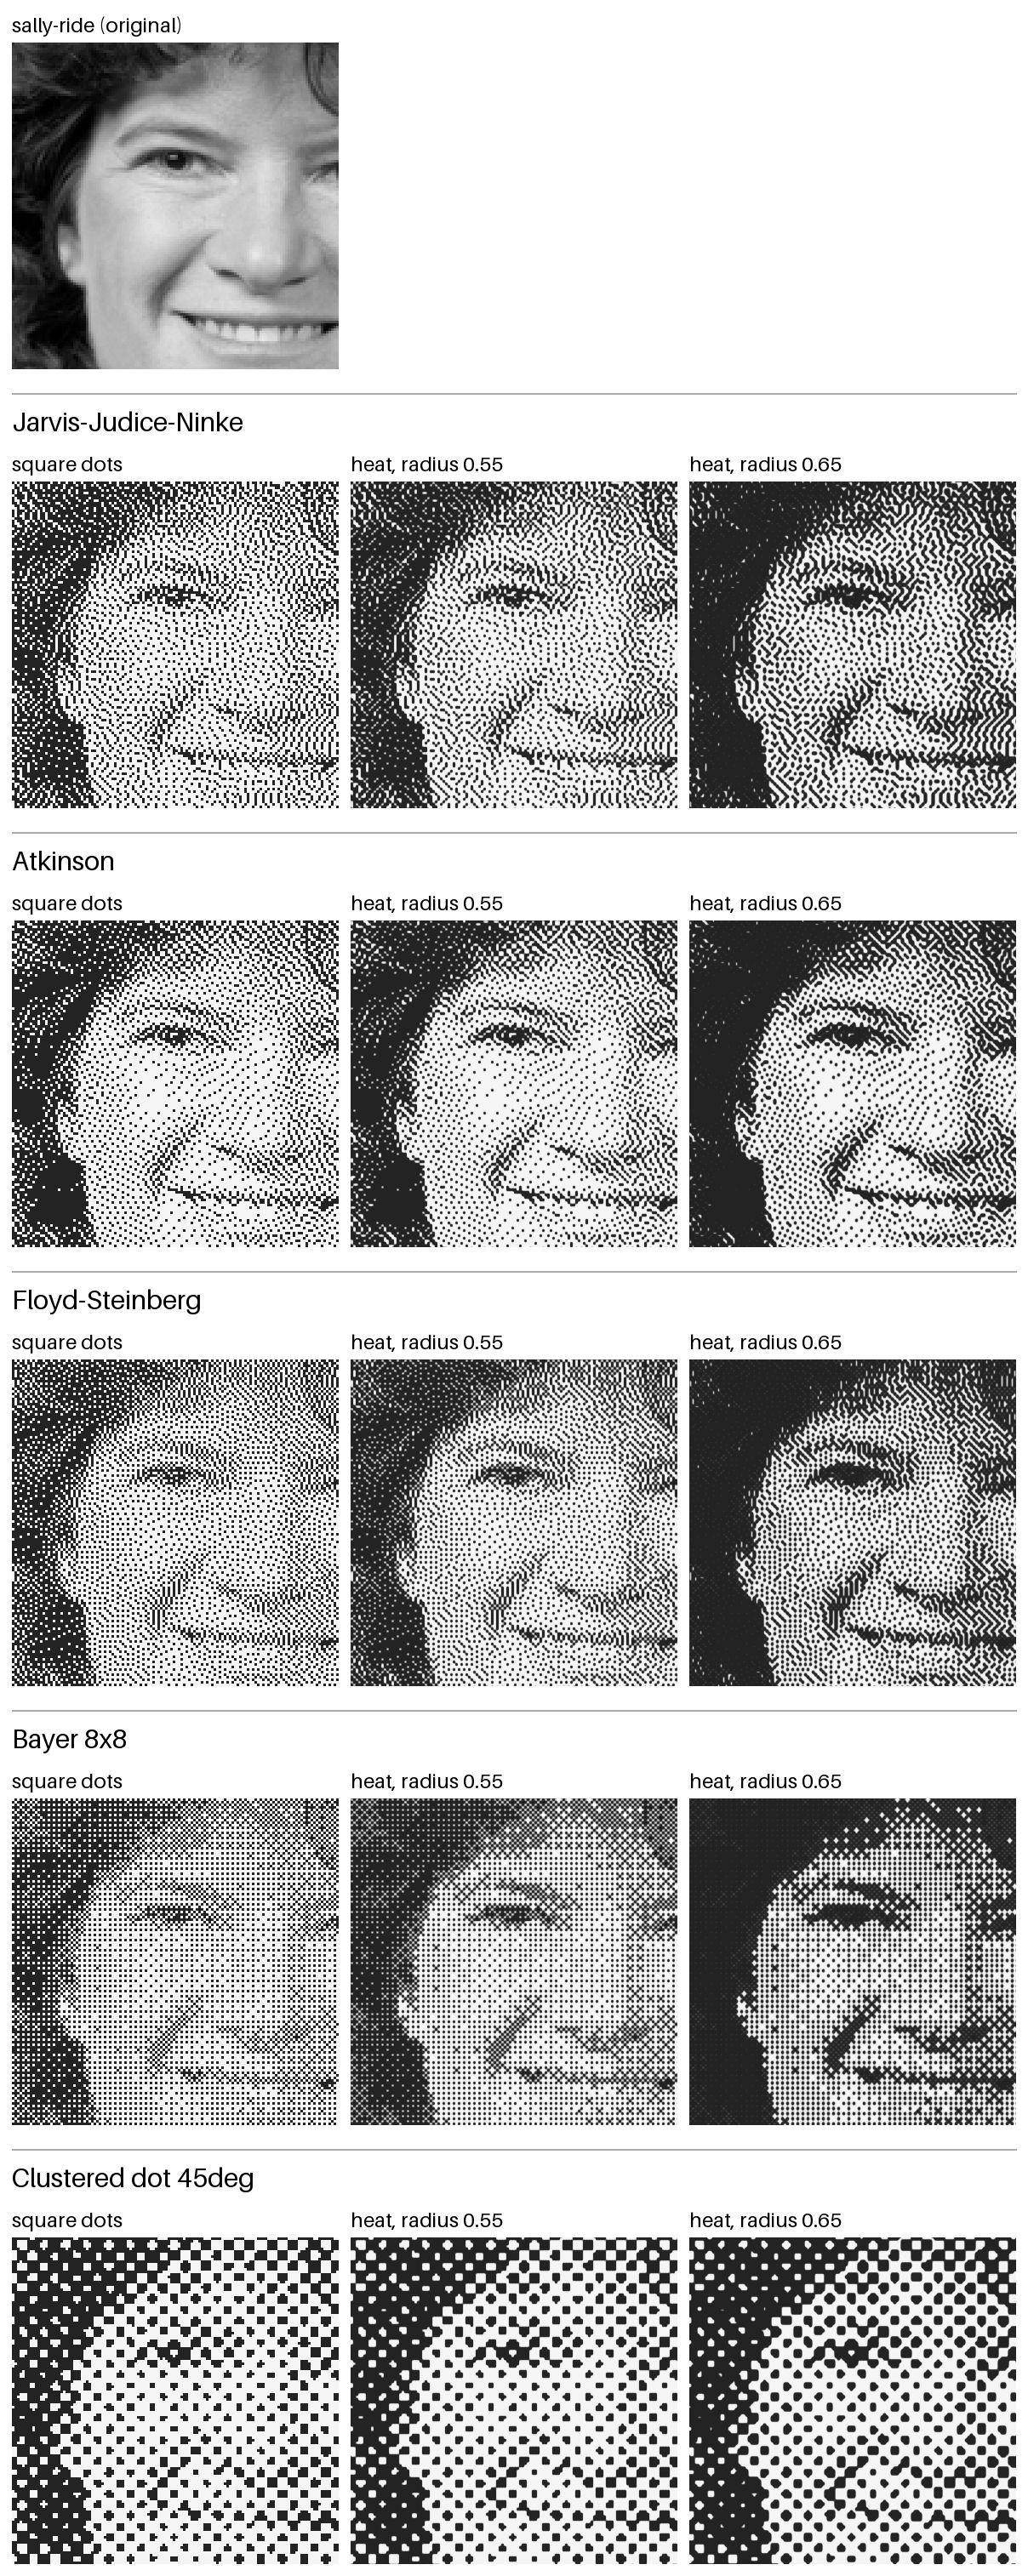 sally-ride (original)
Jarvis-Judice-Ninke
square dots
heat, radius 0.55
heat, radius 0.65
Atkinson
square dots
heat, radius 0.55
heat, radius 0.65
Floyd-Steinberg
square dots
heat, radius 0.55
heat, radius 0.65
Bayer 8x8
square dots
heat, radius 0.55
heat, radius 0.65
Clustered dot 45deg
square dots
heat, radius 0.55
heat, radius 0.65